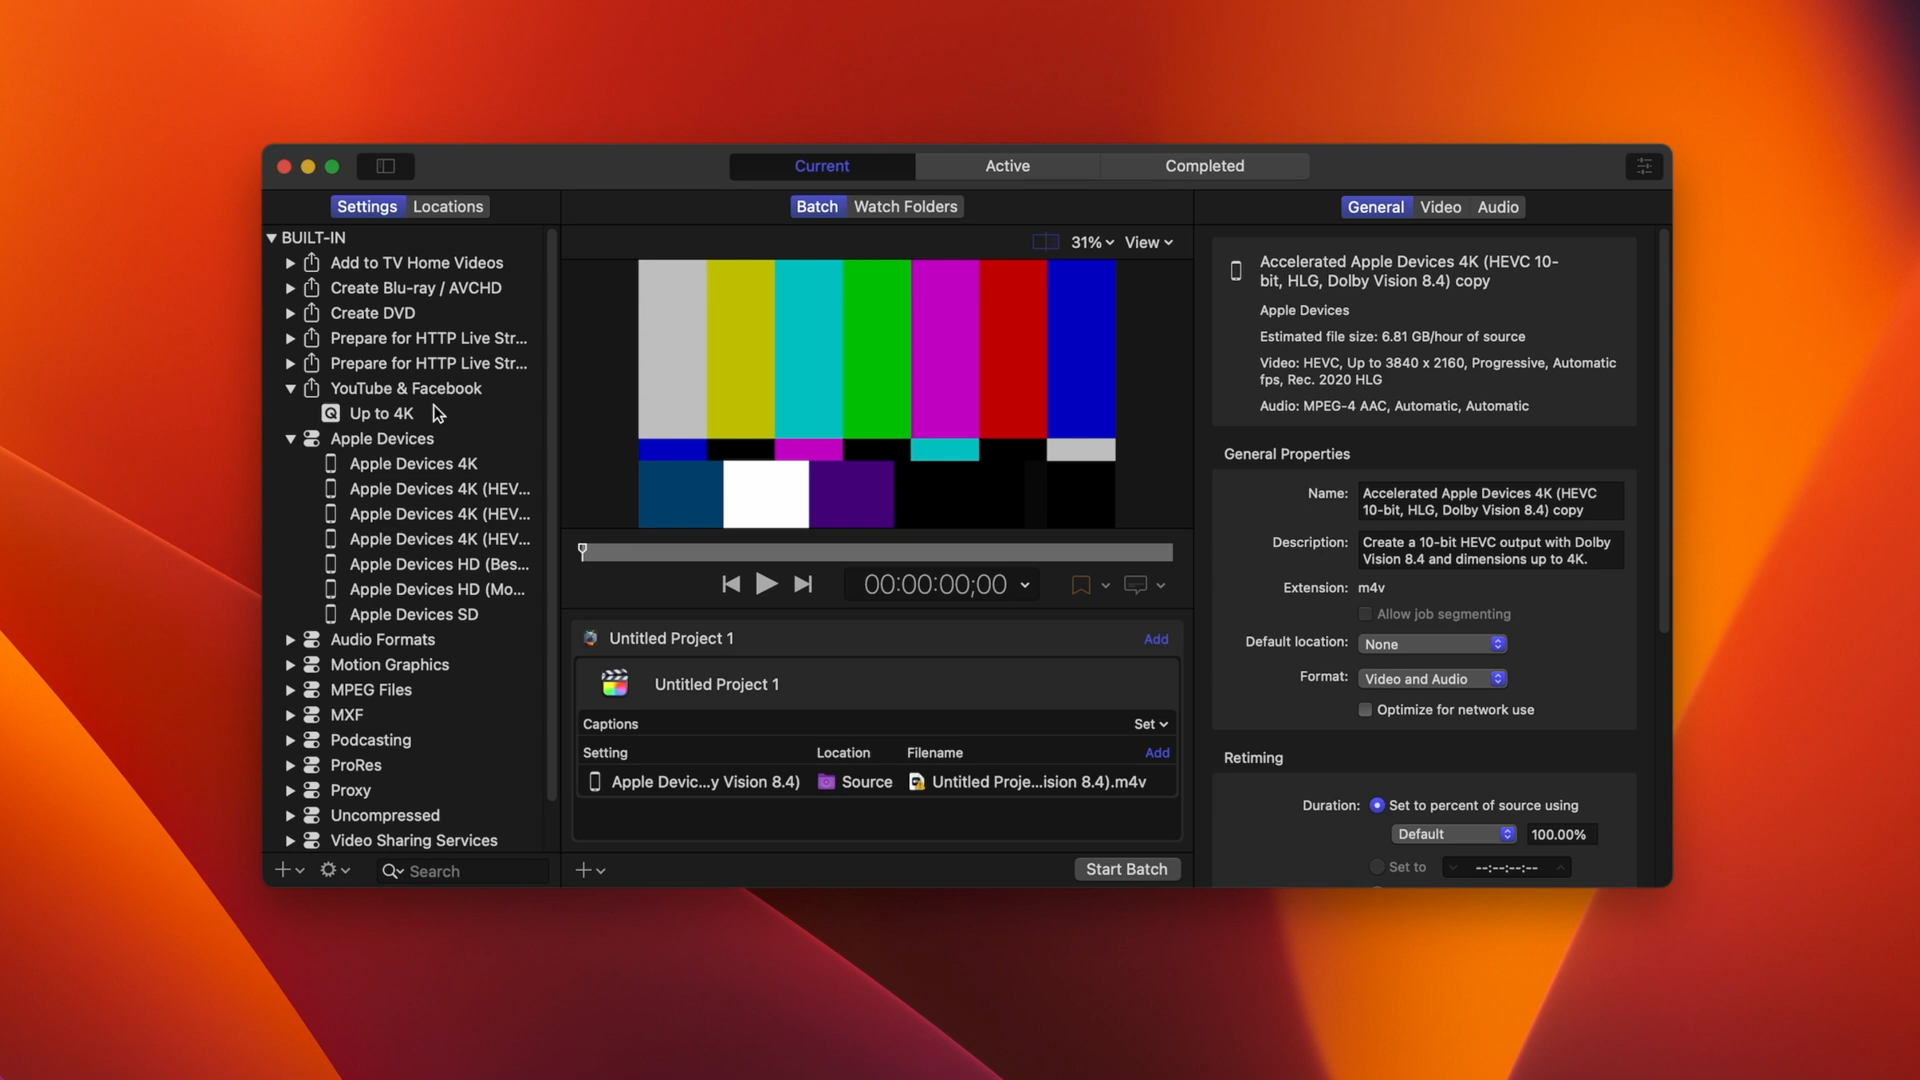 Current
Active
Completed
Settings
Locations
Batch
Watch Folders
General
Video
Audio
BUILT-IN
Add to TV Home Videos
Create Blu-ray / AVCHD
Create DVD
Prepare for HTTP Live Str...
Prepare for HTTP Live Str...
YouTube & Facebook
Up to 4K
Apple Devices
Apple Devices 4K
Apple Devices 4K (HEV...
Apple Devices 4K (HEV...
Apple Devices 4K (HEV...
Apple Devices HD (Bes...
Apple Devices HD (Mo...
Apple Devices SD
Audio Formats
Motion Graphics
MPEG Files
MXF
Podcasting
ProRes
Proxy
Uncompressed
Video Sharing Services
Search
31%
View
00:00:00;00
Untitled Project 1
Add
Untitled Project 1
Captions
Set
Setting
Location
Filename
Add
Apple Devic...y Vision 8.4)
Source
Untitled Proje...ision 8.4).m4v
Start Batch
Accelerated Apple Devices 4K (HEVC 10-
bit, HLG, Dolby Vision 8.4) copy
Apple Devices
Estimated file size: 6.81 GB/hour of source
Video: HEVC, Up to 3840 x 2160, Progressive, Automatic
fps, Rec. 2020 HLG
Audio: MPEG-4 AAC, Automatic, Automatic
General Properties
Name:
Accelerated Apple Devices 4K (HEVC
10-bit, HLG, Dolby Vision 8.4) copy
Description:
Create a 10-bit HEVC output with Dolby
Vision 8.4 and dimensions up to 4K.
Extension: m4v
Allow job segmenting
Default location: None
Format: Video and Audio
Optimize for network use
Retiming
Duration:
Set to percent of source using
Default
100.00%
Set to
--:--:--:--